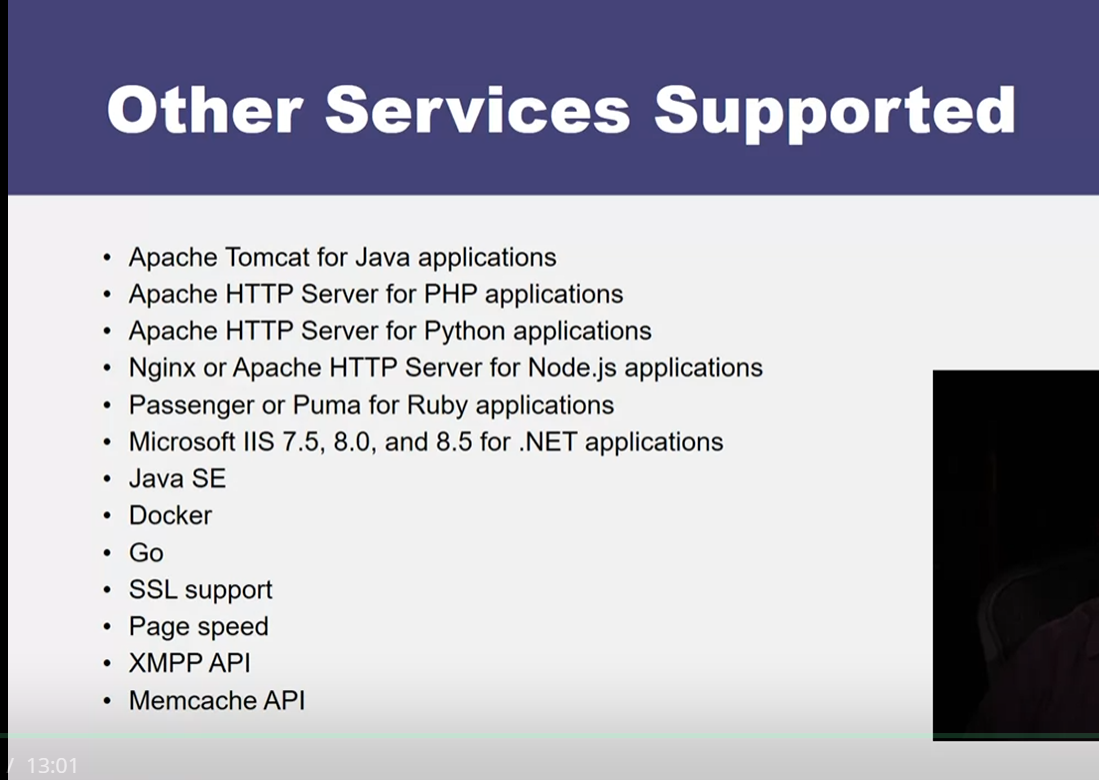 Other Services Supported
• Apache Tomcat for Java applications
• Apache HTTP Server for PHP applications
• Apache HTTP Server for Python applications
• Nginx or Apache HTTP Server for Node.js applications
• Passenger or Puma for Ruby applications
• Microsoft IIS 7.5, 8.0, and 8.5 for .NET applications
• Java SE
• Docker
• Go
• SSL support
• Page speed
• XMPP API
• Memcache API
/ 13:01